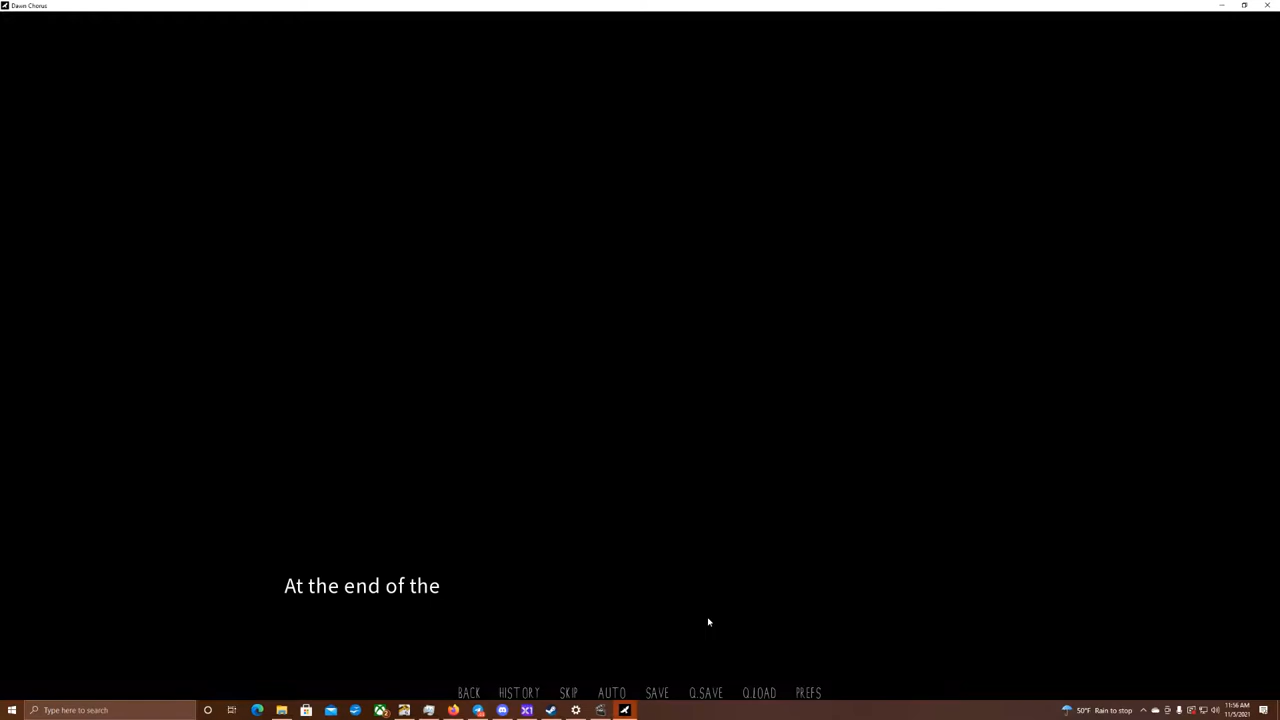 Dawn Chorus
At the end of the
BACK HISTORY SKIP AUTO SAVE Q.SAVE Q.LOAD PREFS
Type here to search
50°F Rain to stop
11:56 AM
11/5/2021